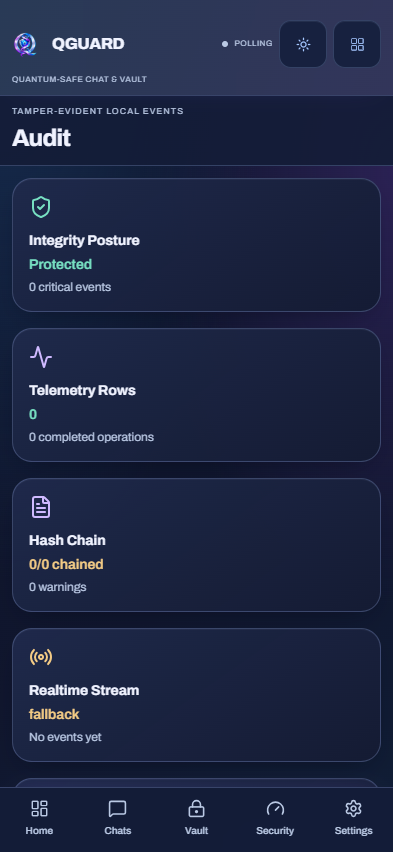 QGUARD
POLLING
QUANTUM-SAFE CHAT & VAULT
TAMPER-EVIDENT LOCAL EVENTS
Audit
Integrity Posture
Protected
0 critical events
Telemetry Rows
0
0 completed operations
Hash Chain
0/0 chained
0 warnings
Realtime Stream
fallback
No events yet
Home
Chats
Vault
Security
Settings